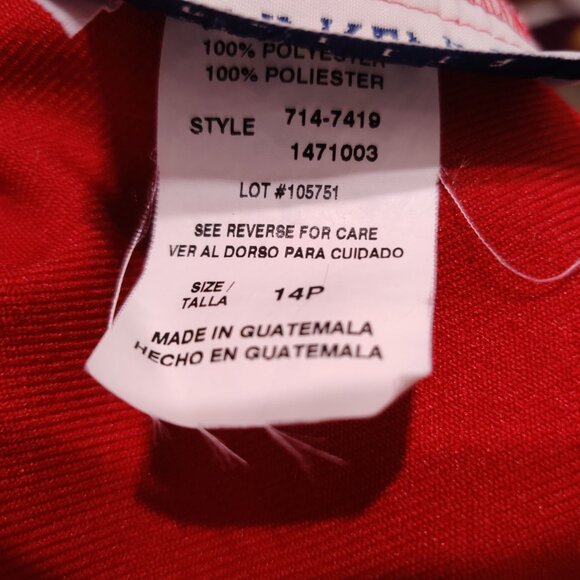 100% POLYESTER
100% POLIESTER
STYLE 714-7419
1471003
LOT #105751
SEE REVERSE FOR CARE
VER AL DORSO PARA CUIDADO
SIZE/ TALLA 14P
MADE IN GUATEMALA
HECHO EN GUATEMALA